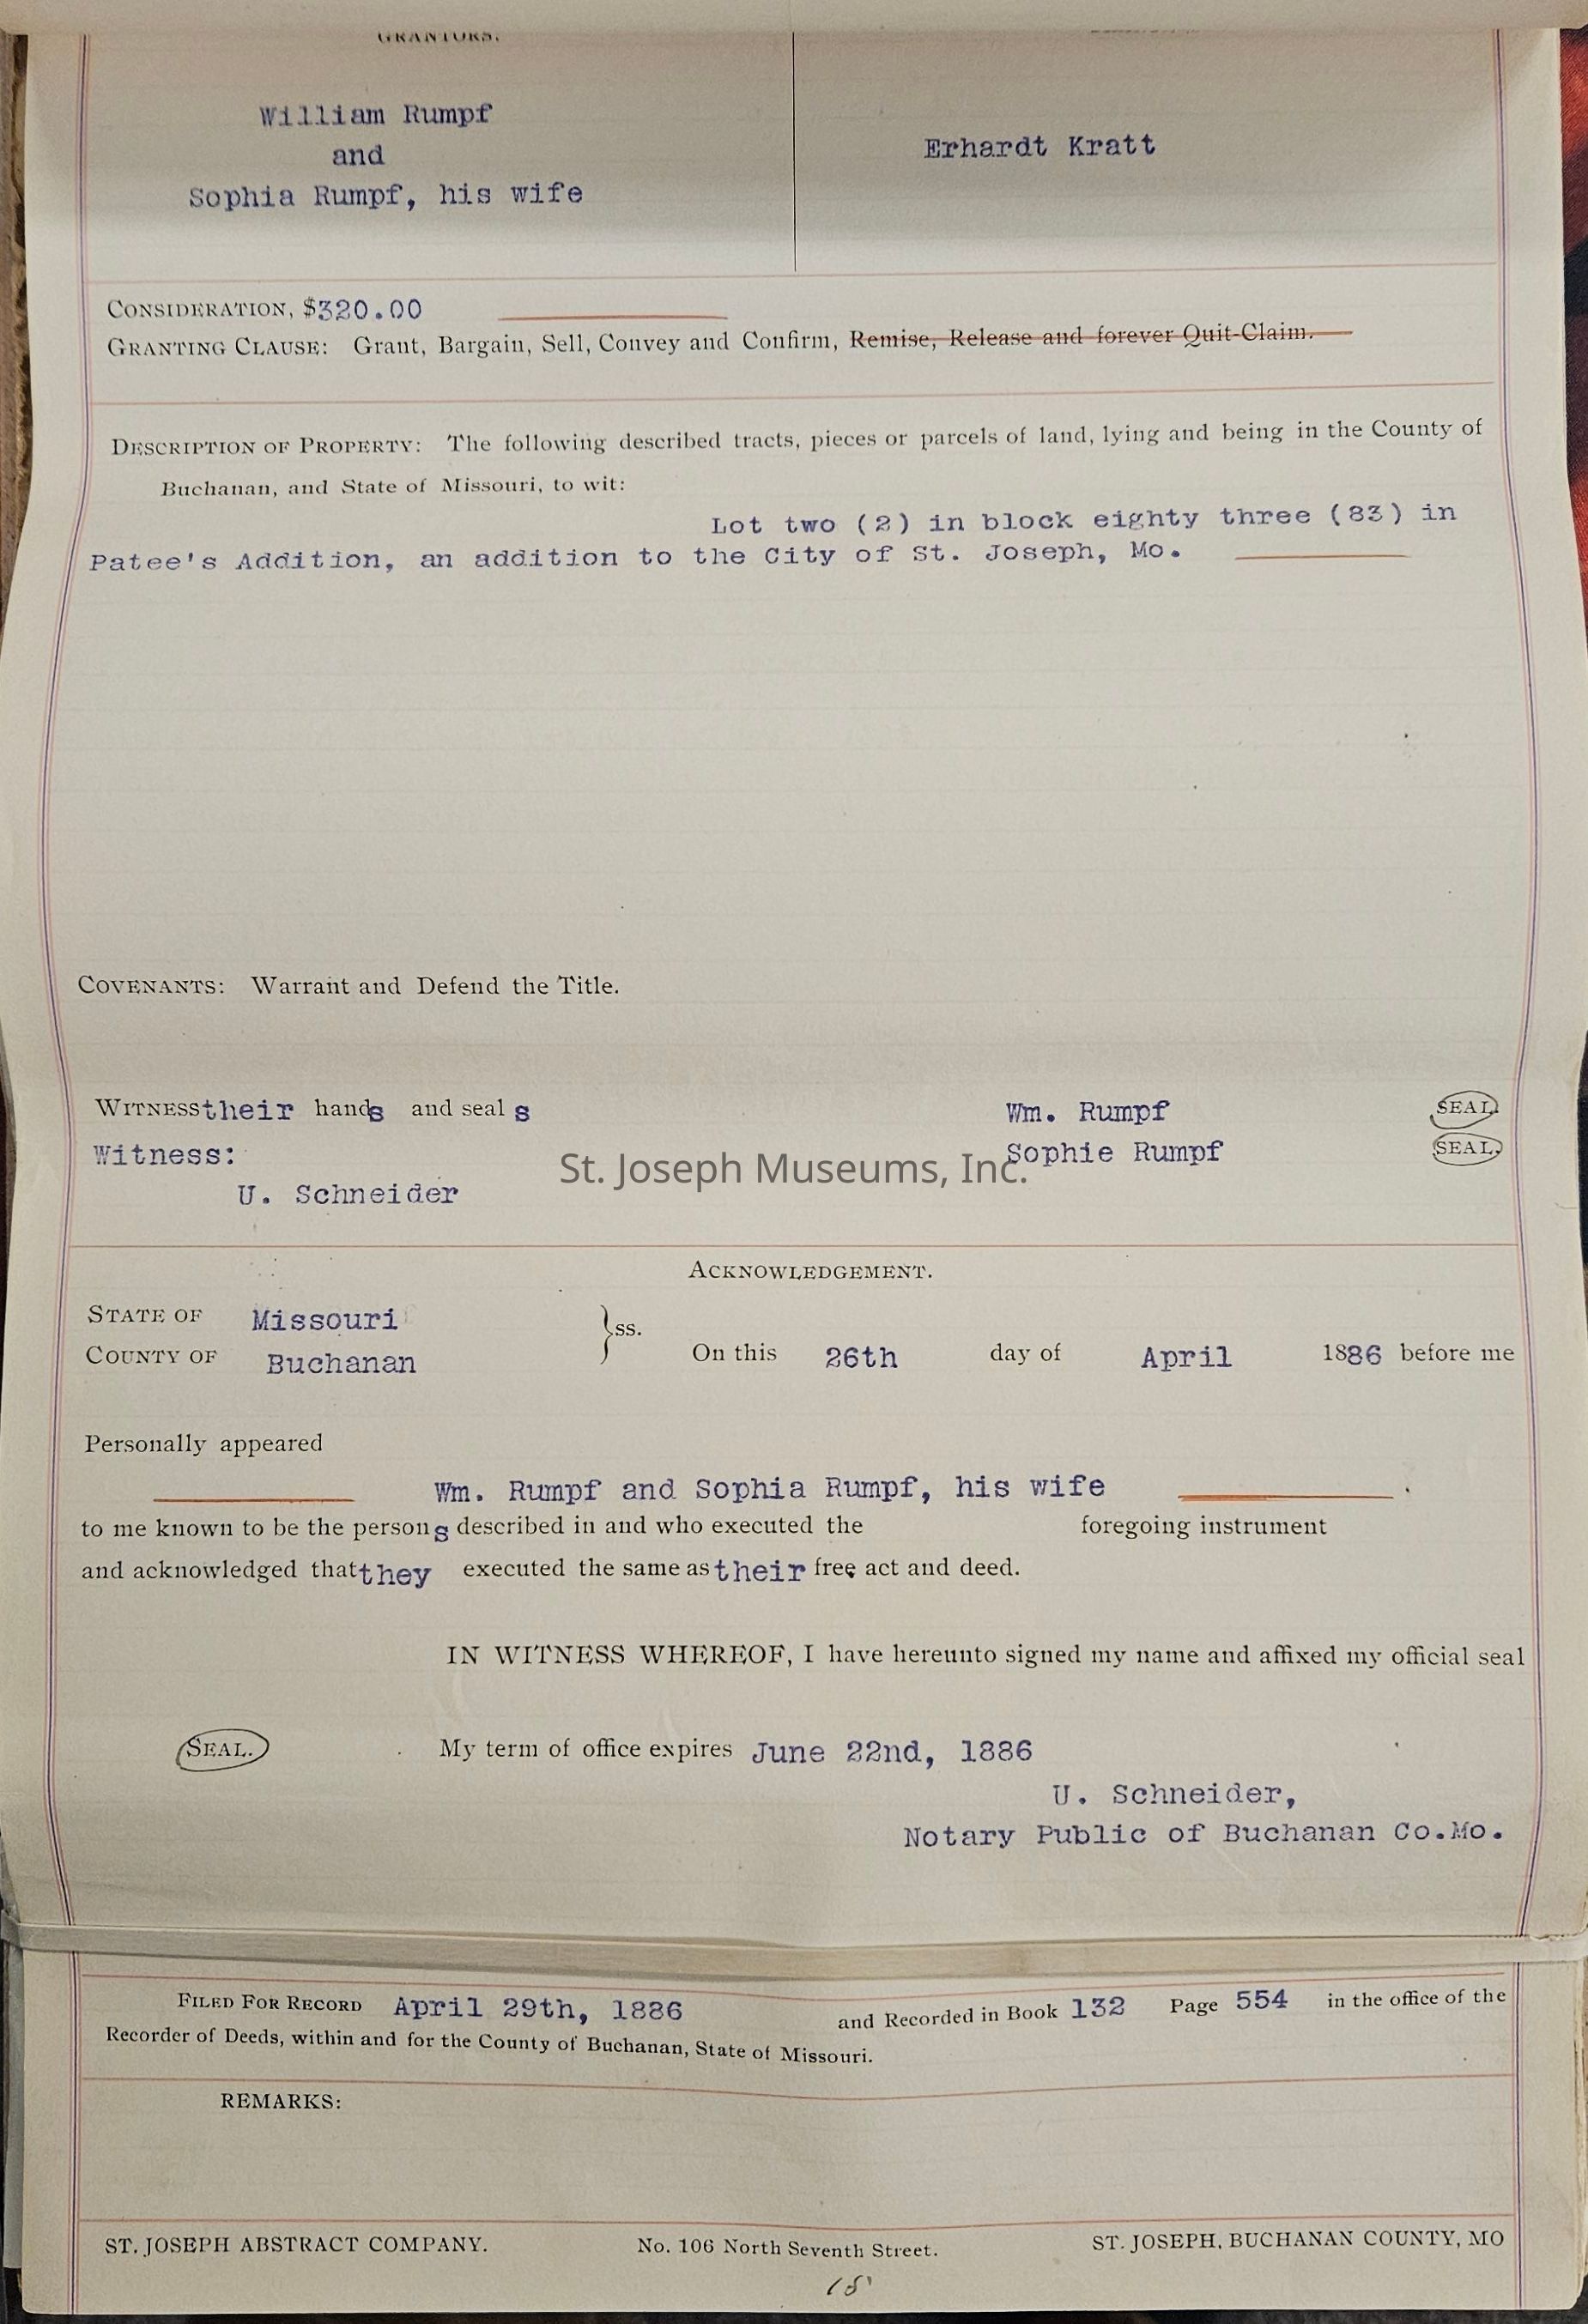 GRANTORS.
William Rumpf
and
Sophia Rumpf, his wife
Erhardt Kratt
CONSIDERATION, $320.00
GRANTING CLAUSE: Grant, Bargain, Sell, Convey and Confirm, Remise, Release and forever Quit-Claim.
DESCRIPTION OF PROPERTY: The following described tracts, pieces or parcels of land, lying and being in the County of
Buchanan, and State of Missouri, to wit:
Lot two (2) in block eighty three (83) in
Patee's Addition, an addition to the City of St. Joseph, Mo.
COVENANTS: Warrant and Defend the Title.
WITNESS their hands and seals Wm. Rumpf SEAL.
Witness: Sophie Rumpf SEAL.
St. Joseph Museums, Inc.
U. Schneider
ACKNOWLEDGEMENT.
STATE OF Missouri
COUNTY OF Buchanan
}ss. On this 26th day of April 1886 before me
Personally appeared
Wm. Rumpf and Sophia Rumpf, his wife .
to me known to be the persons described in and who executed the foregoing instrument
and acknowledged that they executed the same as their free act and deed.
IN WITNESS WHEREOF, I have hereunto signed my name and affixed my official seal
SEAL. My term of office expires June 22nd, 1886
U. Schneider,
Notary Public of Buchanan Co.Mo.
FILED FOR RECORD April 29th, 1886 and Recorded in Book 132 Page 554 in the office of the
Recorder of Deeds, within and for the County of Buchanan, State of Missouri.
REMARKS:
ST. JOSEPH ABSTRACT COMPANY. No. 106 North Seventh Street. ST. JOSEPH, BUCHANAN COUNTY, MO